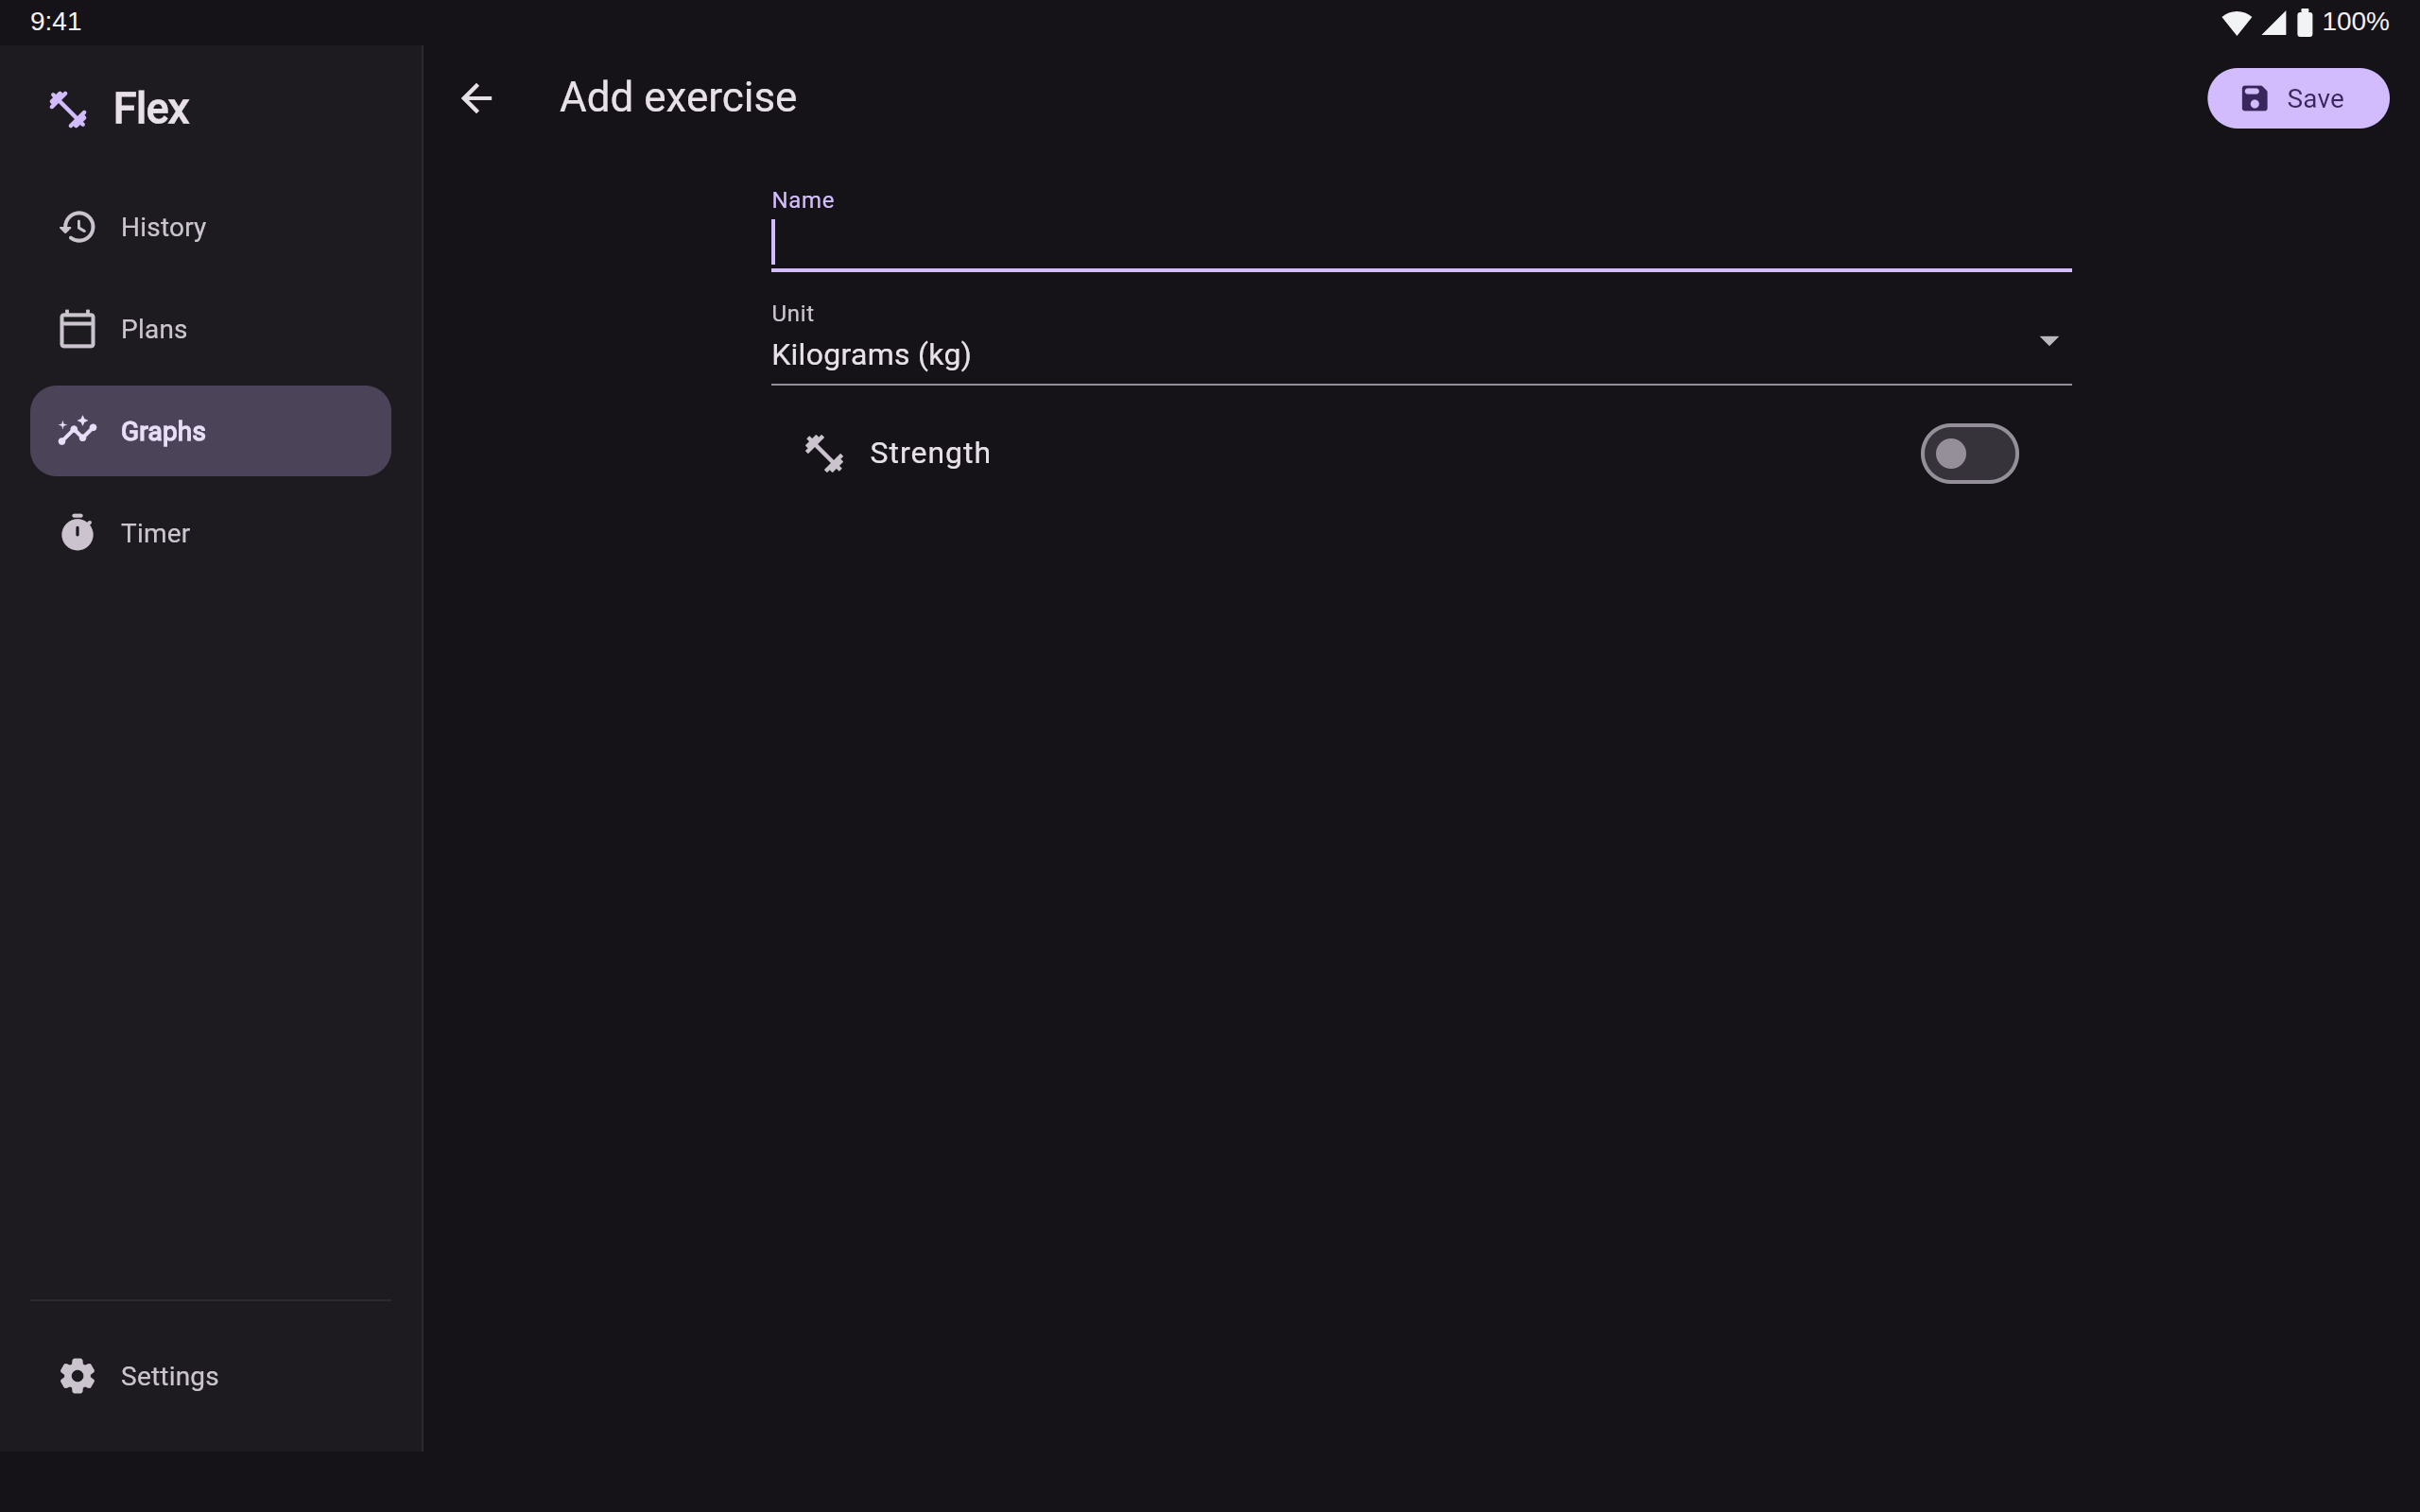 9:41
100%
Flex
Add exercise
Save
History
Plans
Graphs
Timer
Name
Unit
Kilograms (kg)
Strength
Settings